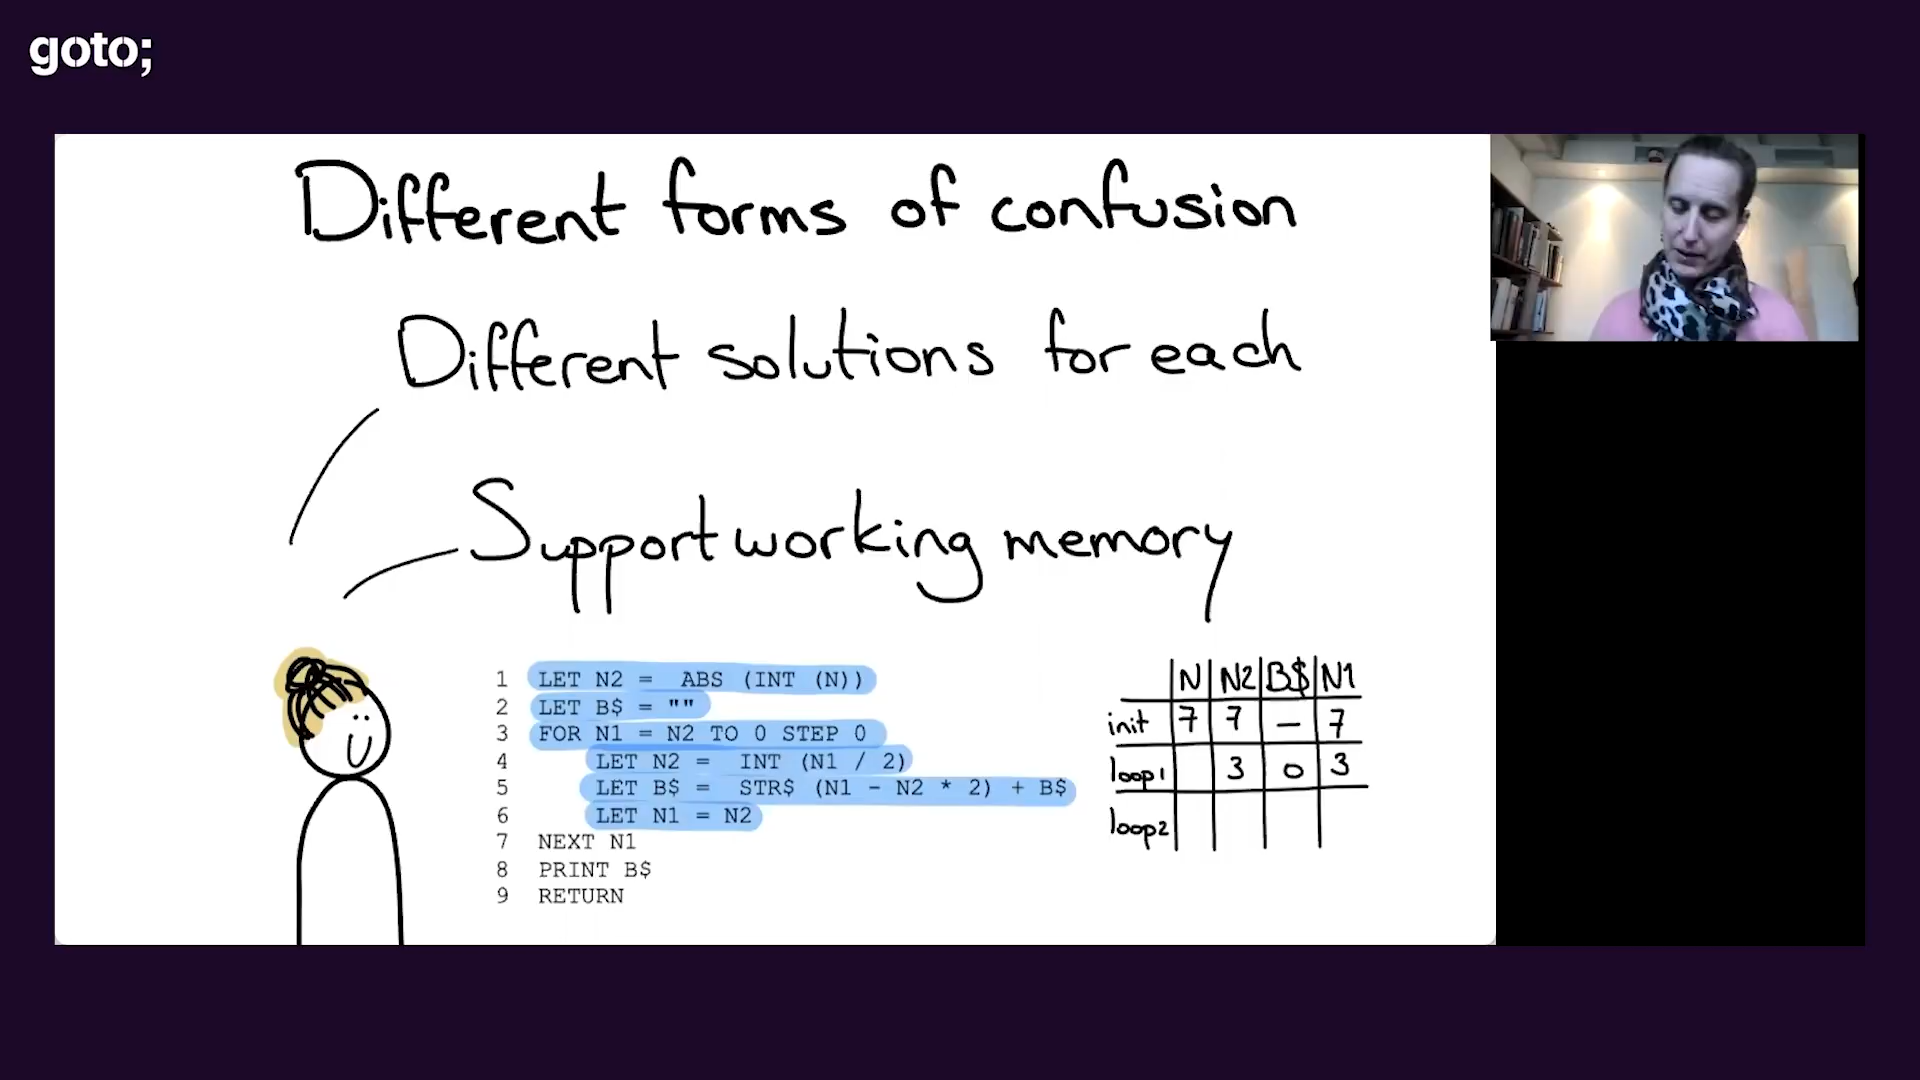 goto;
Different forms of confusion
Different solutions for each
Support working memory
1 LET N2 = ABS (INT (N))
2 LET B$ = ""
3 FOR N1 = N2 TO 0 STEP 0
4 LET N2 = INT (N1 / 2)
5 LET B$ = STR$ (N1 - N2 * 2) + B$
6 LET N1 = N2
7 NEXT N1
8 PRINT B$
9 RETURN
N N2 B$ N1
init 7 7 — 7
loop1 3 0 3
loop2